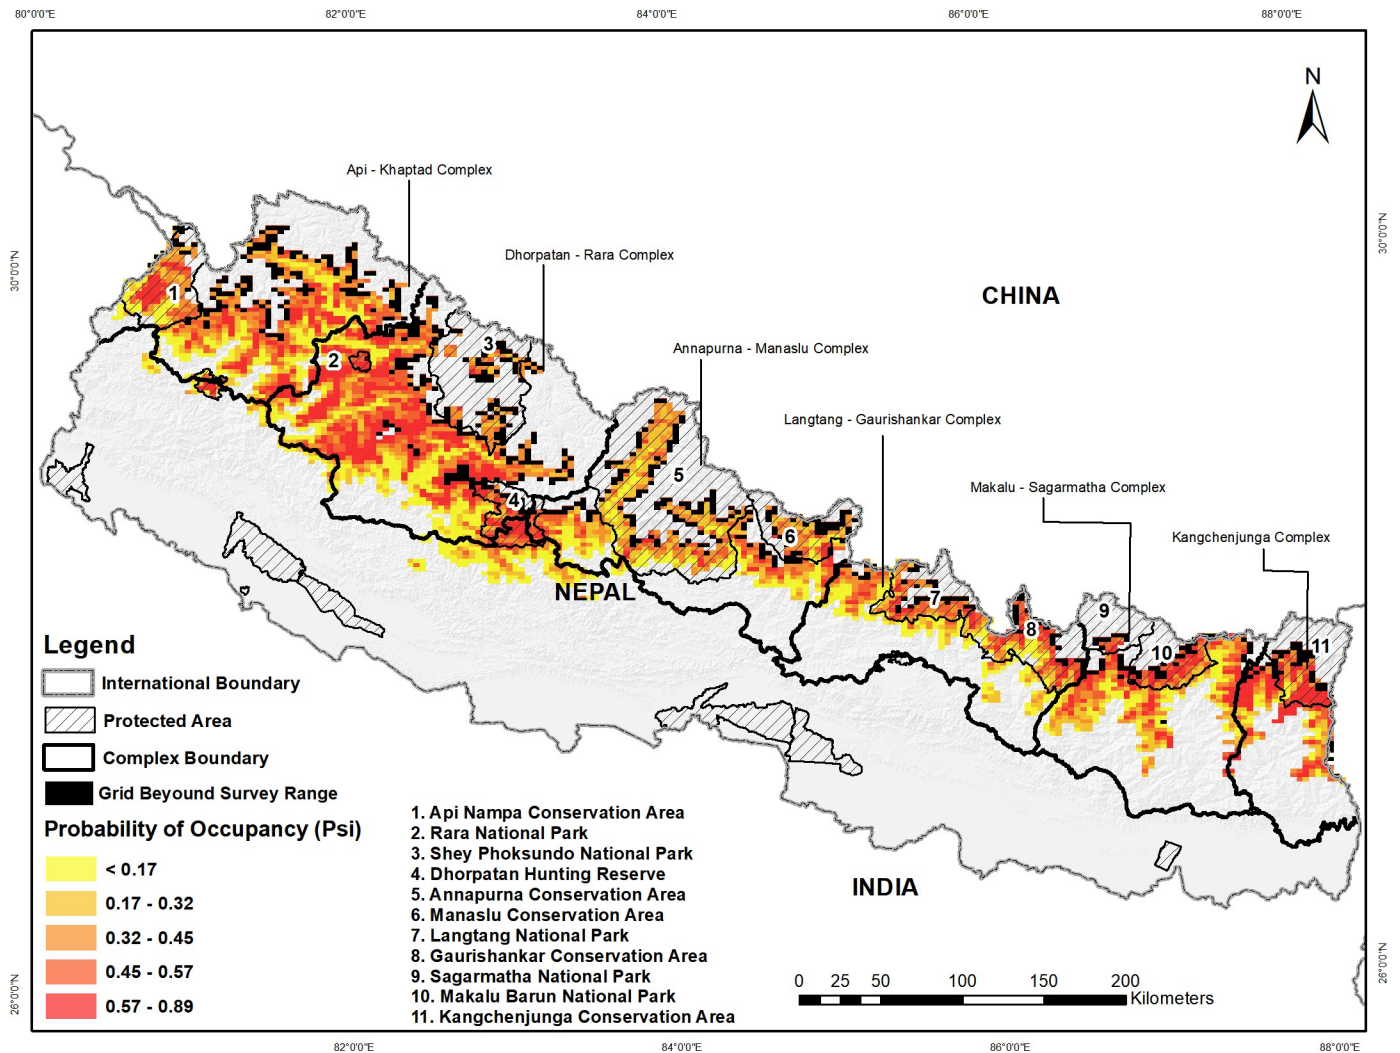 80°0'0"E 82°0'0"E 84°0'0"E 86°0'0"E 88°0'0"E
N
Api - Khaptad Complex
30°0'0"N
30°0'0"N
Dhorpatan - Rara Complex
CHINA
1
2
3
Annapurna - Manaslu Complex
Langtang - Gaurishankar Complex
5
Makalu - Sagarmatha Complex
4
6
Kangchenjunga Complex
NEPAL
7
9
8
10
11
Legend
International Boundary
Protected Area
Complex Boundary
Grid Beyound Survey Range
Probability of Occupancy (Psi)
< 0.17
0.17 - 0.32
0.32 - 0.45
0.45 - 0.57
0.57 - 0.89
1. Api Nampa Conservation Area
2. Rara National Park
3. Shey Phoksundo National Park
4. Dhorpatan Hunting Reserve
5. Annapurna Conservation Area
6. Manaslu Conservation Area
7. Langtang National Park
8. Gaurishankar Conservation Area
9. Sagarmatha National Park
10. Makalu Barun National Park
11. Kangchenjunga Conservation Area
INDIA
0 25 50 100 150 200
Kilometers
26°0'0"N
26°0'0"N
82°0'0"E 84°0'0"E 86°0'0"E 88°0'0"E